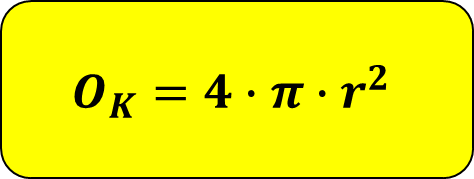 O_K = 4 · π · r²